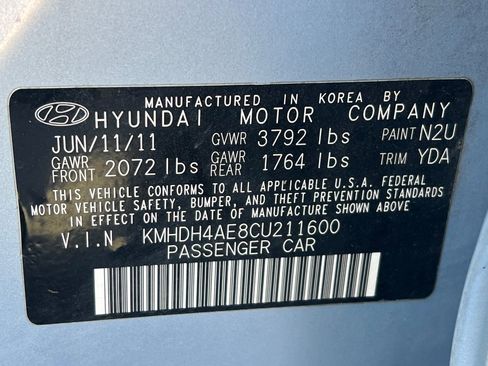 MANUFACTURED IN KOREA BY
HYUNDAI MOTOR COMPANY
JUN/11/11 GVWR 3792 lbs PAINT N2U
GAWR FRONT 2072 lbs GAWR REAR 1764 lbs TRIM YDA
THIS VEHICLE CONFORMS TO ALL APPLICABLE U.S.A. FEDERAL
MOTOR VEHICLE SAFETY, BUMPER, AND THEFT PREVENTION STANDARDS
IN EFFECT ON THE DATE OF MANUFACTURE SHOWN ABOVE
V.I.N KMHDH4AE8CU211600
PASSENGER CAR